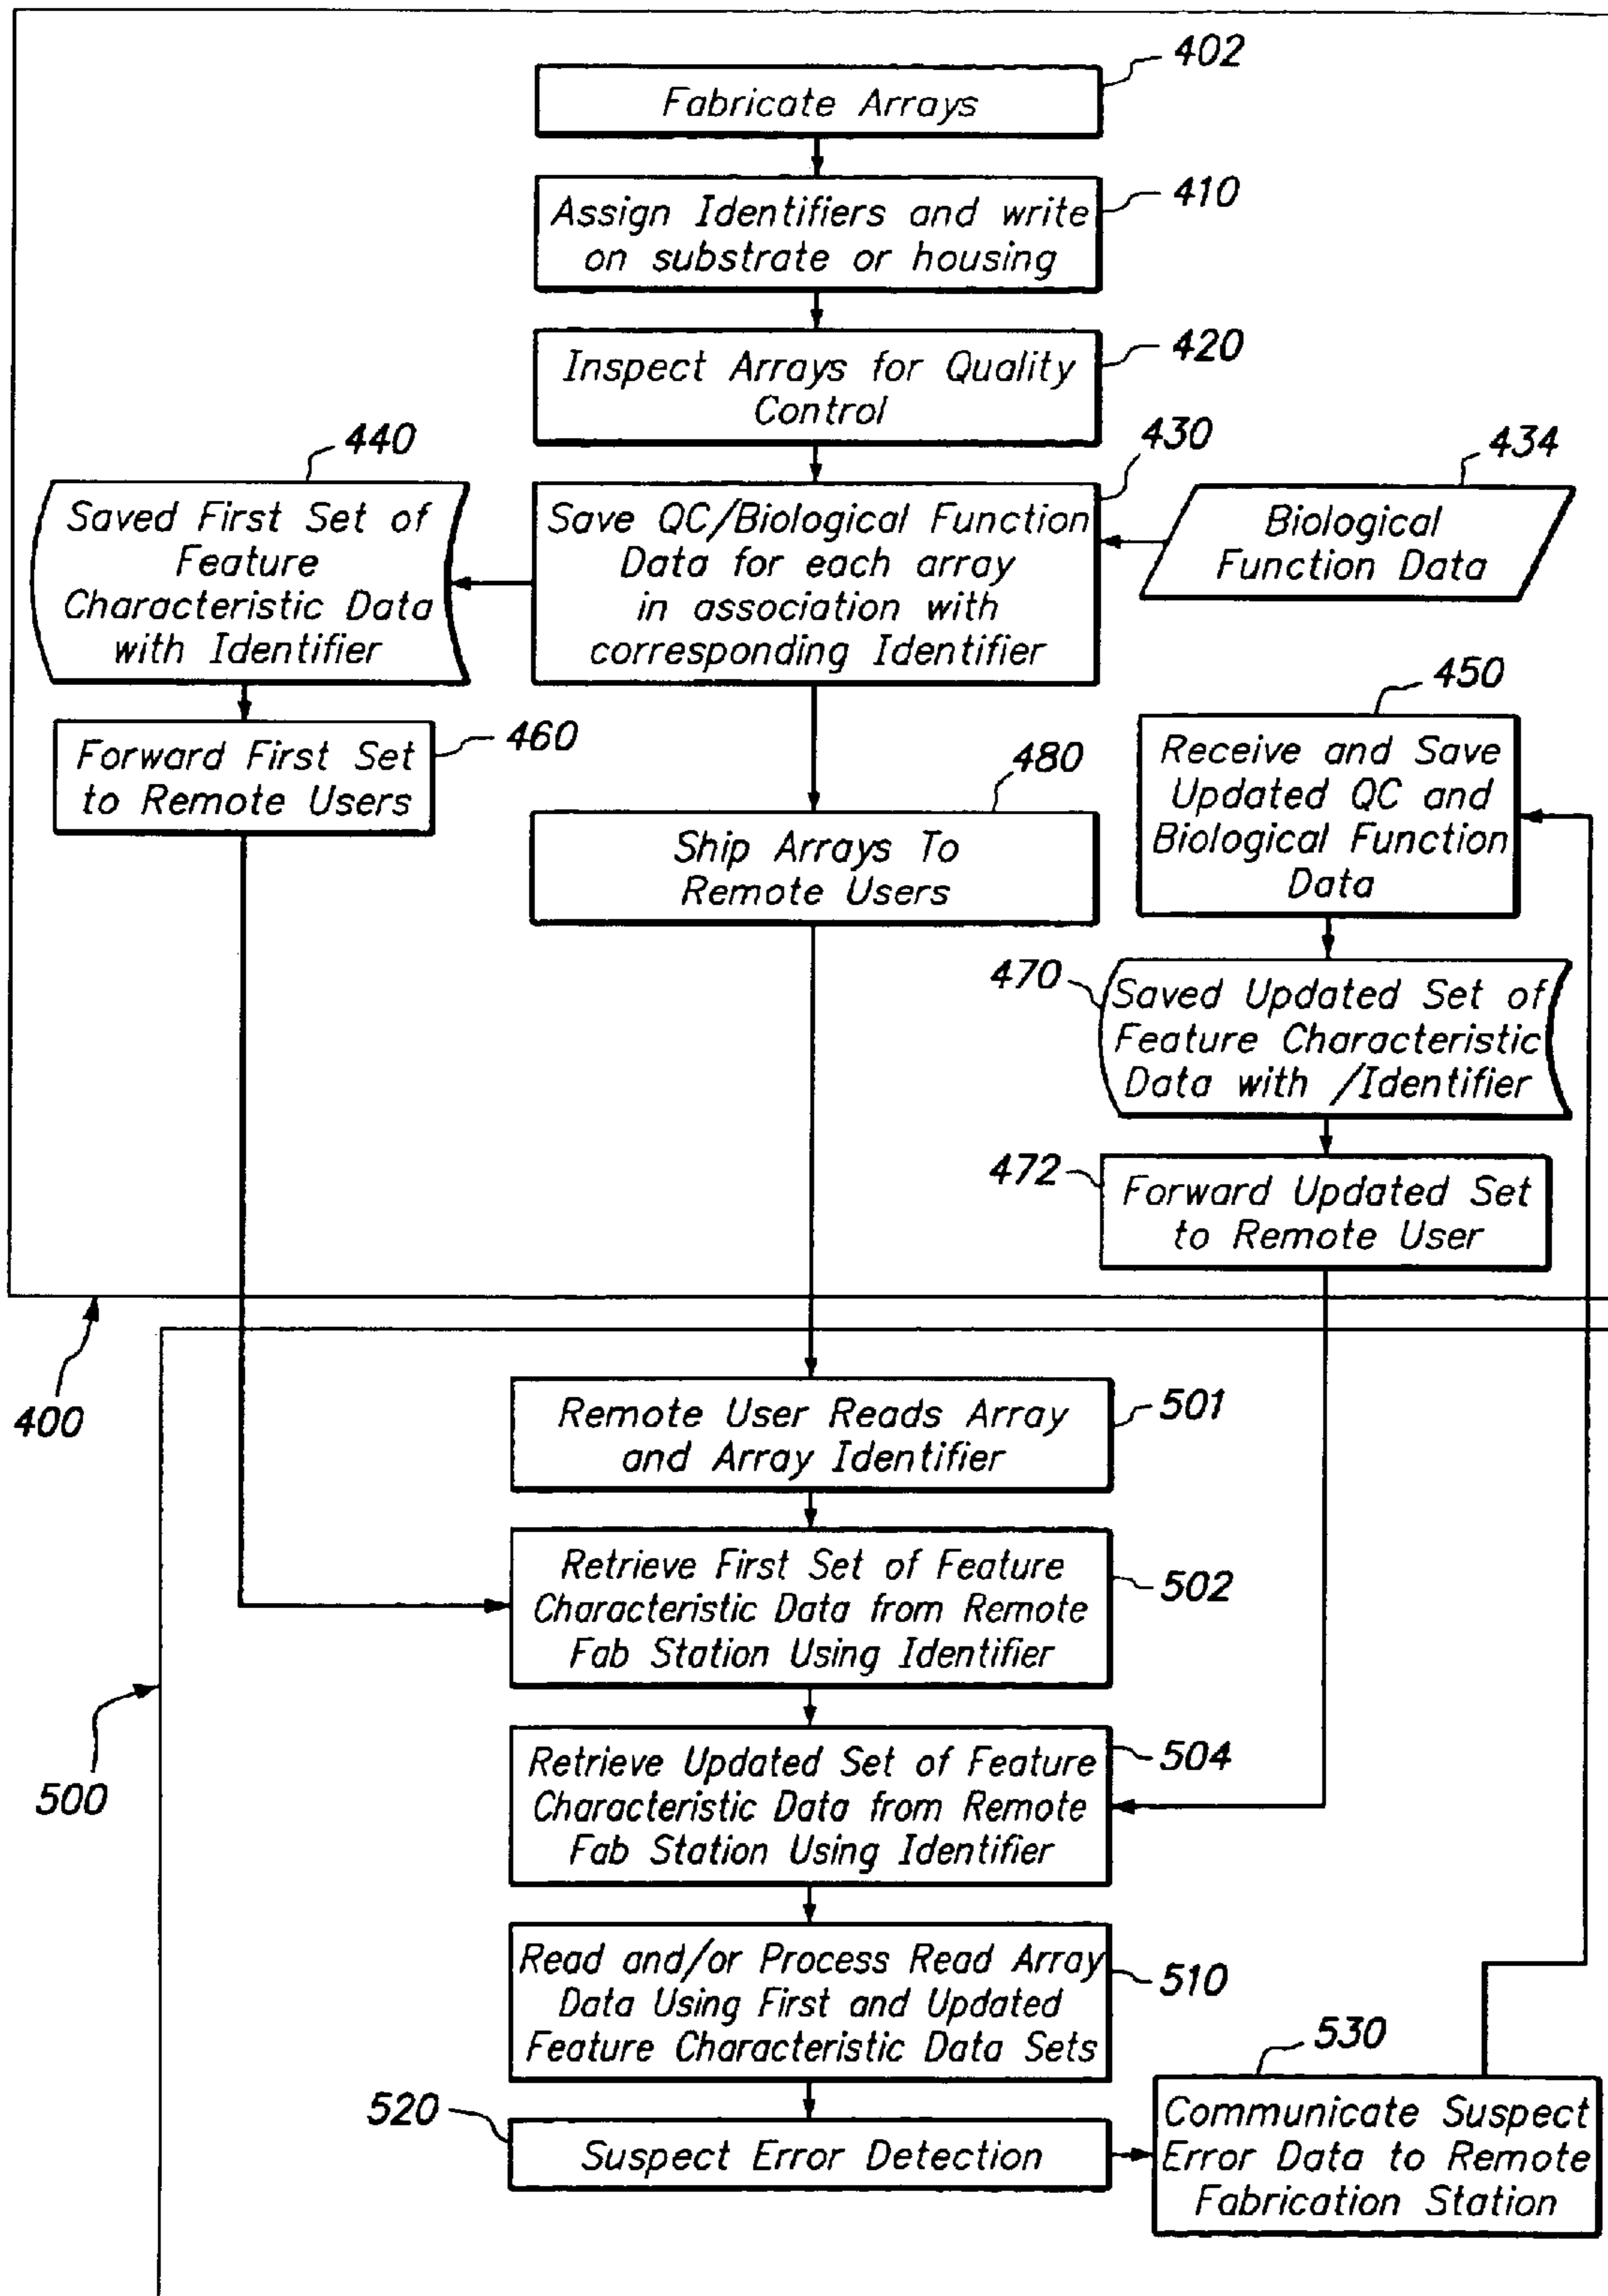 402
Fabricate Arrays
410
Assign Identifiers and write
on substrate or housing
420
Inspect Arrays for Quality
Control
440
430
434
Saved First Set of
Feature
Characteristic Data
with Identifier
Save QC/Biological Function
Data for each array
in association with
corresponding Identifier
Biological
Function Data
450
460
Forward First Set
to Remote Users
480
Ship Arrays To
Remote Users
Receive and Save
Updated QC and
Biological Function
Data
470
Saved Updated Set of
Feature Characteristic
Data with /Identifier
472
Forward Updated Set
to Remote User
400
501
Remote User Reads Array
and Array Identifier
502
Retrieve First Set of Feature
Characteristic Data from Remote
Fab Station Using Identifier
500
504
Retrieve Updated Set of Feature
Characteristic Data from Remote
Fab Station Using Identifier
510
Read and/or Process Read Array
Data Using First and Updated
Feature Characteristic Data Sets
520
Suspect Error Detection
530
Communicate Suspect
Error Data to Remote
Fabrication Station